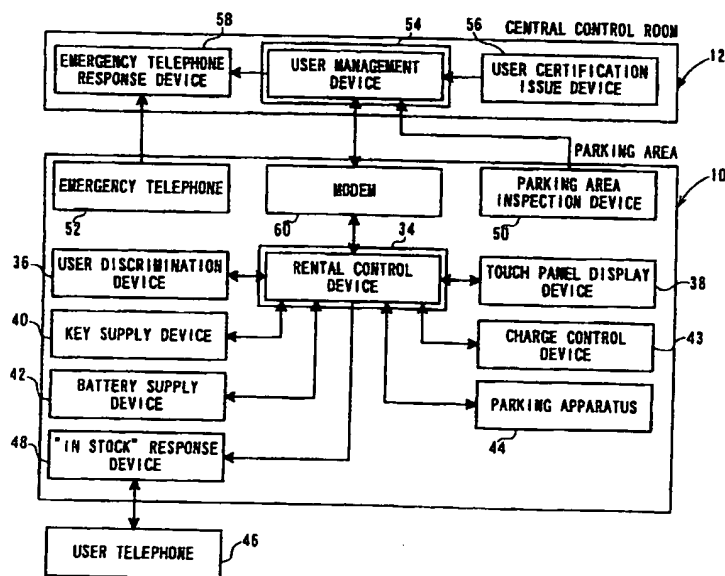 58
54
56
CENTRAL CONTROL ROOM
EMERGENCY TELEPHONE
RESPONSE DEVICE
USER MANAGEMENT
DEVICE
USER CERTIFICATION
ISSUE DEVICE
12
PARKING AREA
EMERGENCY TELEPHONE
52
MODEM
60
PARKING AREA
INSPECTION DEVICE
50
10
34
36
USER DISCRIMINATION
DEVICE
RENTAL CONTROL
DEVICE
TOUCH PANEL DISPLAY
DEVICE
38
40
KEY SUPPLY DEVICE
CHARGE CONTROL
DEVICE
43
42
BATTERY SUPPLY
DEVICE
PARKING APPARATUS
44
48
"IN STOCK" RESPONSE
DEVICE
USER TELEPHONE
46